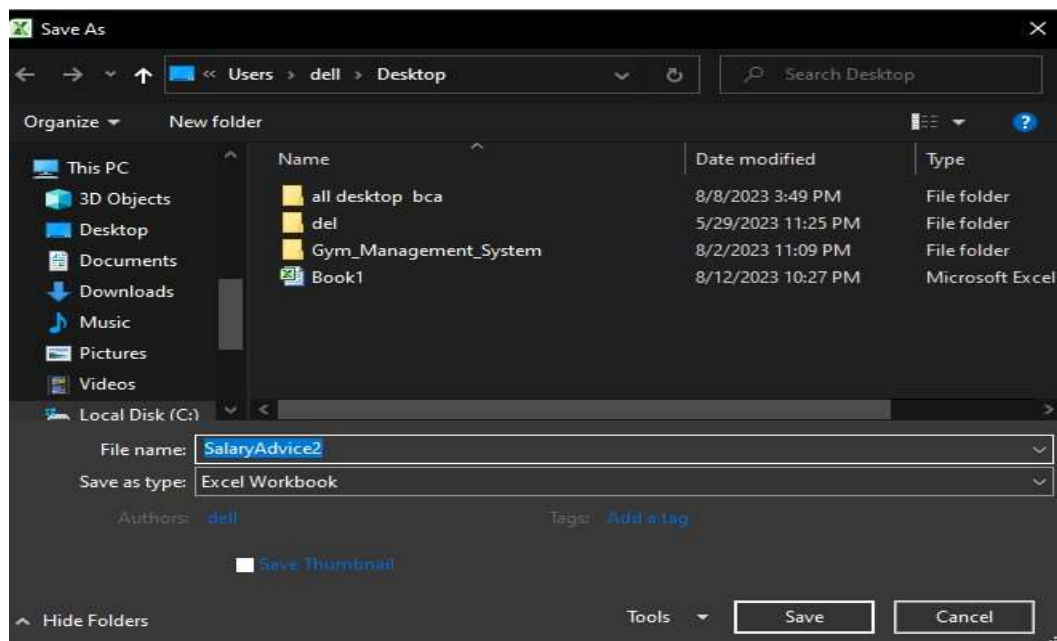 Save As
« Users › dell › Desktop
Search Desktop
Organize
New folder
This PC
3D Objects
Desktop
Documents
Downloads
Music
Pictures
Videos
Local Disk (C:)
Name Date modified Type
all desktop bca 8/8/2023 3:49 PM File folder
del 5/29/2023 11:25 PM File folder
Gym_Management_System 8/2/2023 11:09 PM File folder
Book1 8/12/2023 10:27 PM Microsoft Excel
File name: SalaryAdvice2
Save as type: Excel Workbook
Authors: dell Tags: Add a tag
Save Thumbnail
Hide Folders Tools Save Cancel